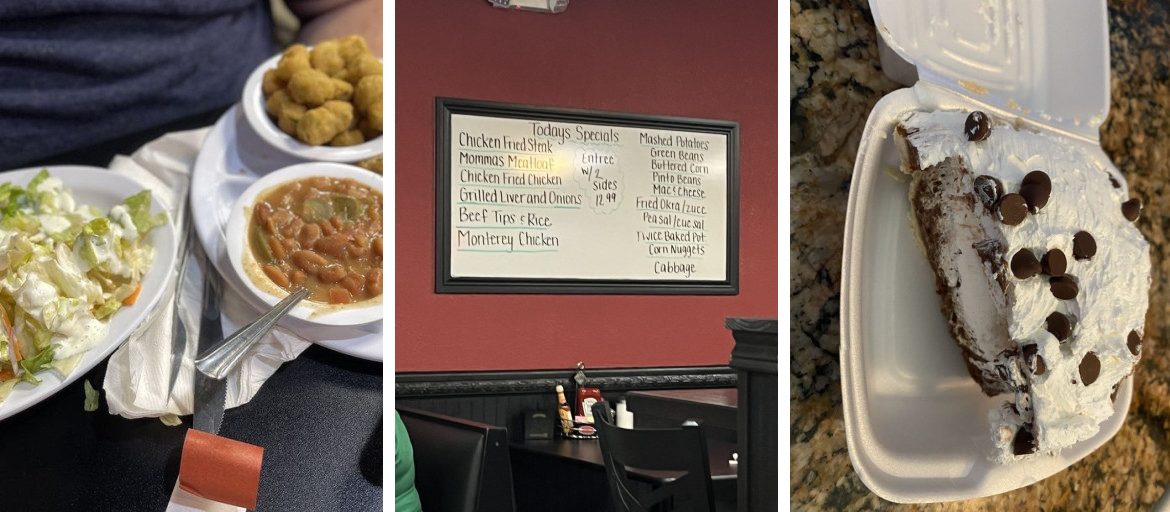 Todays Specials
Chicken Fried Steak
Mommas Meatloaf
Chicken Fried Chicken
Grilled Liver and Onions
Beef Tips & Rice
Monterey Chicken
Entree
w/ 2
Sides
12.99
Mashed Potatoes
Green Beans
Buttered Corn
Pinto Beans
Mac & Cheese
Fried Okra/zucc
Pea sal/cuc sal
Twice Baked Pot.
Corn Nuggets
Cabbage